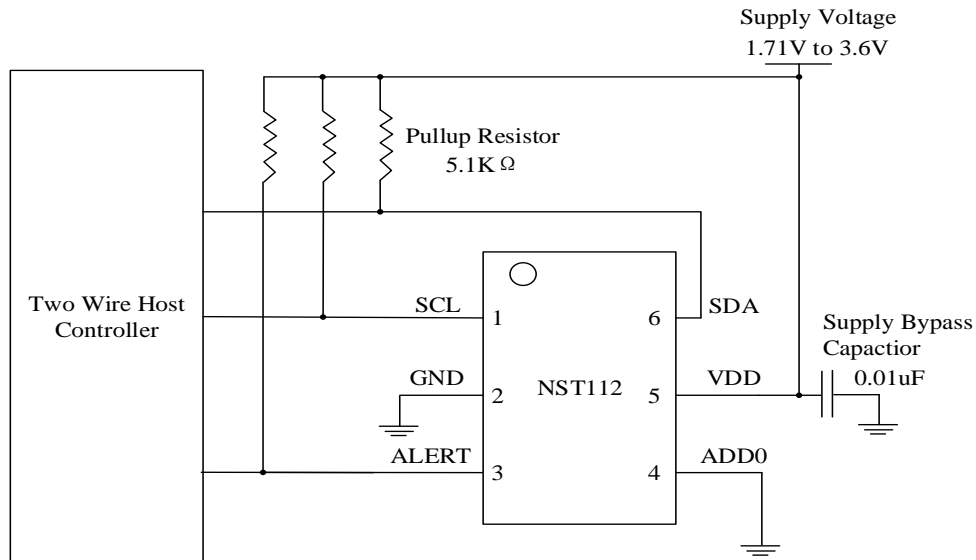 Supply Voltage
1.71V to 3.6V
Pullup Resistor
5.1KΩ
Two Wire Host
Controller
SCL
1
6
SDA
Supply Bypass
Capactior
0.01uF
GND
2
NST112
5
VDD
ALERT
3
4
ADD0